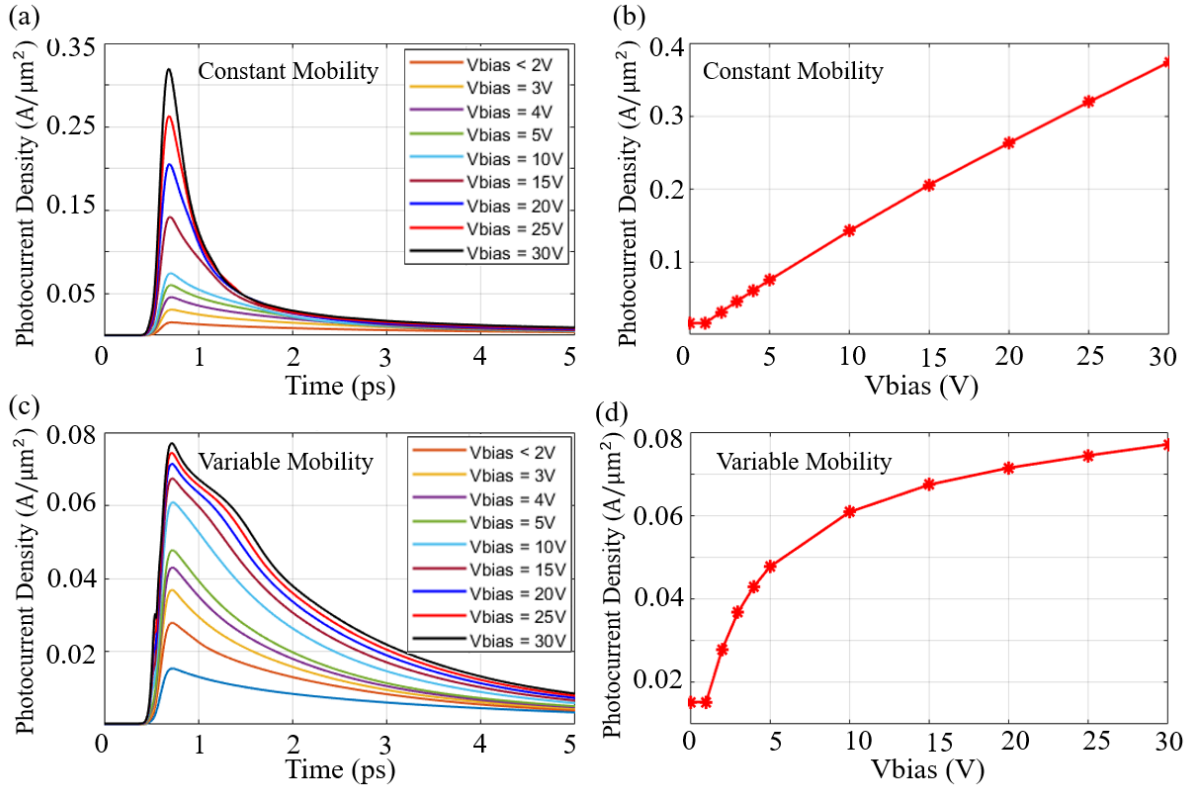 (a)
Photocurrent Density (A/μm²)
0.35
0.25
0.15
0.05
0
1
2
3
4
5
Time (ps)
Constant Mobility
Vbias < 2V
Vbias = 3V
Vbias = 4V
Vbias = 5V
Vbias = 10V
Vbias = 15V
Vbias = 20V
Vbias = 25V
Vbias = 30V
(b)
Photocurrent Density (A/μm²)
0.4
0.3
0.2
0.1
0
5
10
15
20
25
30
Vbias (V)
Constant Mobility
(c)
Photocurrent Density (A/μm²)
0.08
0.06
0.04
0.02
0
1
2
3
4
5
Time (ps)
Variable Mobility
Vbias < 2V
Vbias = 3V
Vbias = 4V
Vbias = 5V
Vbias = 10V
Vbias = 15V
Vbias = 20V
Vbias = 25V
Vbias = 30V
(d)
Photocurrent Density (A/μm²)
0.08
0.06
0.04
0.02
0
5
10
15
20
25
30
Vbias (V)
Variable Mobility